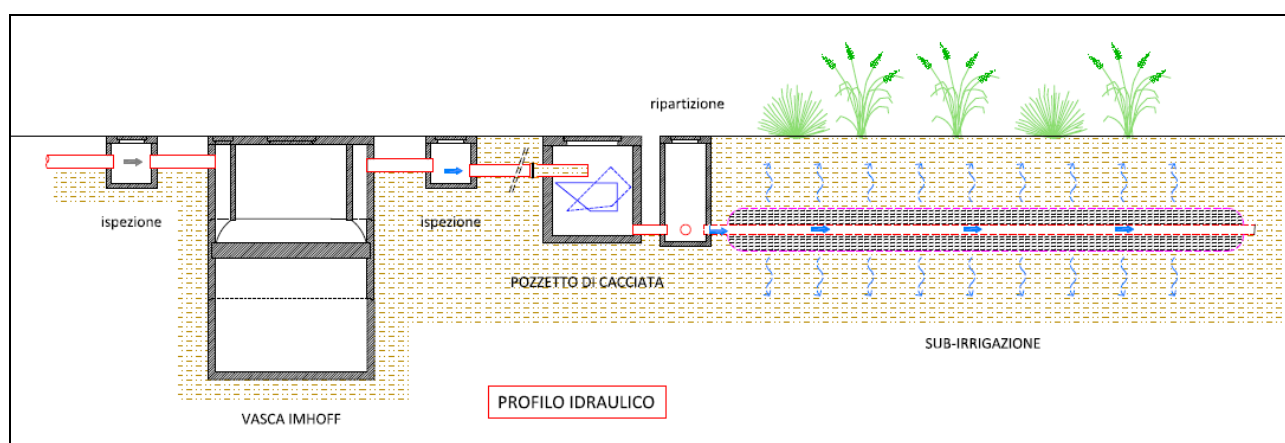 ripartizione
ispezione
ispezione
POZZETTO DI CACCIATA
SUB-IRRIGAZIONE
VASCA IMHOFF
PROFILO IDRAULICO